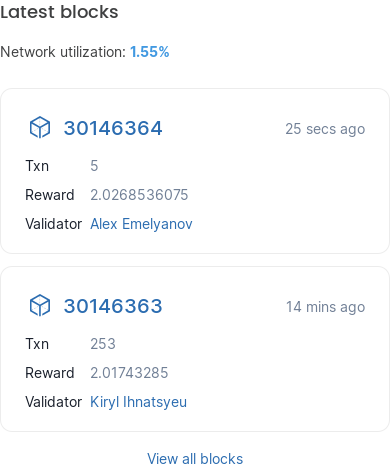 Latest blocks
Network utilization: 1.55%
30146364 25 secs ago
Txn 5
Reward 2.0268536075
Validator Alex Emelyanov
30146363 14 mins ago
Txn 253
Reward 2.01743285
Validator Kiryl Ihnatsyeu
View all blocks